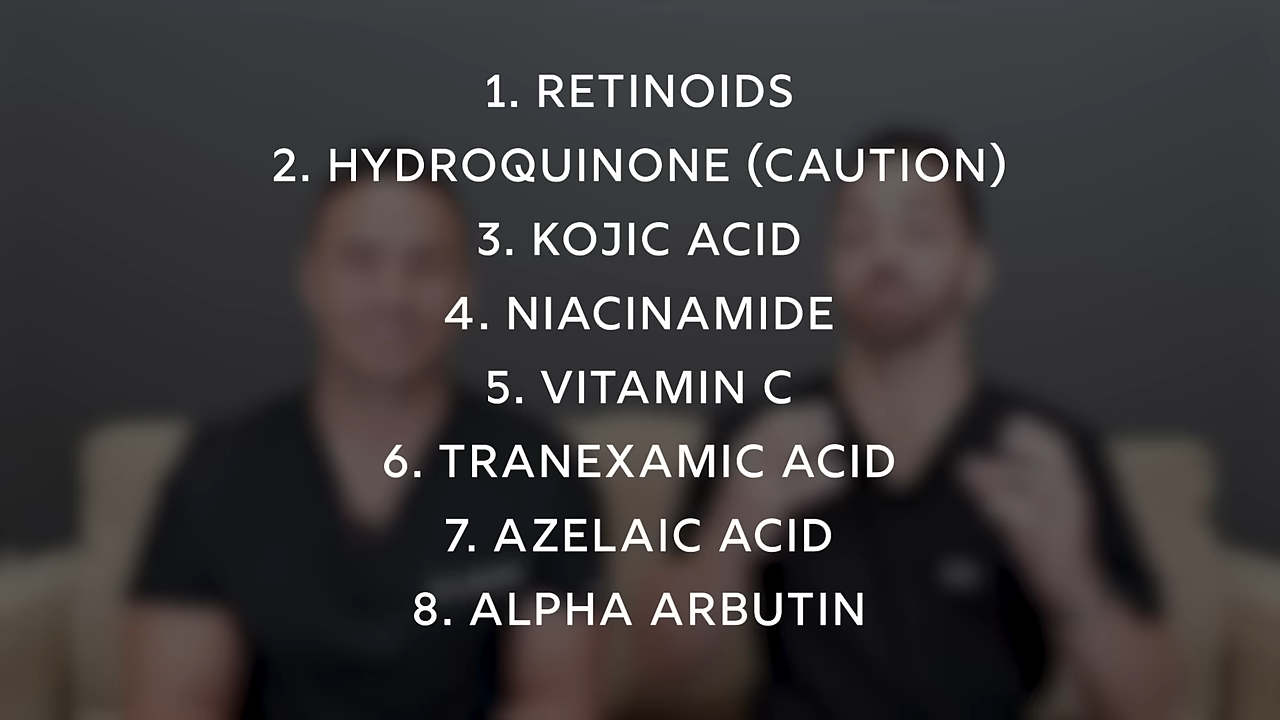 1. RETINOIDS
2. HYDROQUINONE (CAUTION)
3. KOJIC ACID
4. NIACINAMIDE
5. VITAMIN C
6. TRANEXAMIC ACID
7. AZELAIC ACID
8. ALPHA ARBUTIN